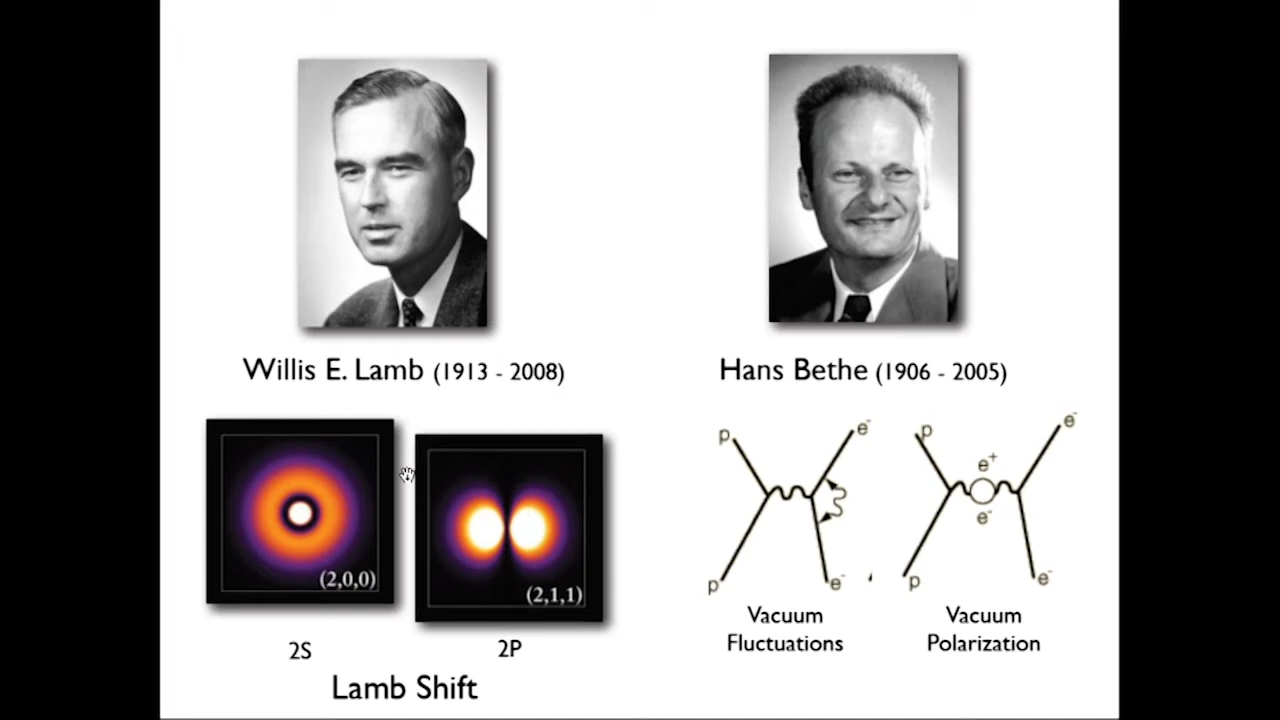 Willis E. Lamb (1913 - 2008)
Hans Bethe (1906 - 2005)
(2,0,0)
(2,1,1)
2S
2P
Lamb Shift
p
e-
p
e-
Vacuum
Fluctuations
p
e+
e-
e-
p
e-
Vacuum
Polarization